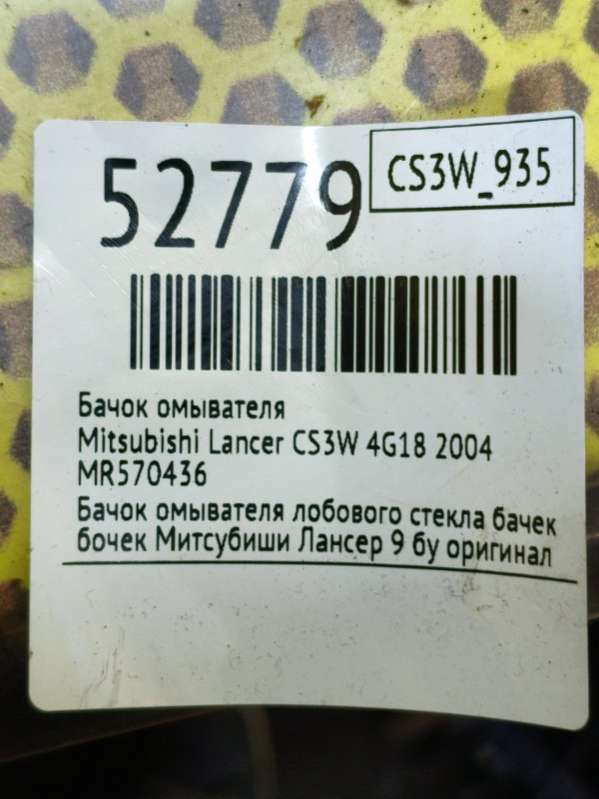 52779
CS3W_935
Бачок омывателя
Mitsubishi Lancer CS3W 4G18 2004
MR570436
Бачок омывателя лобового стекла бачек
бочек Митсубиши Лансер 9 бу оригинал